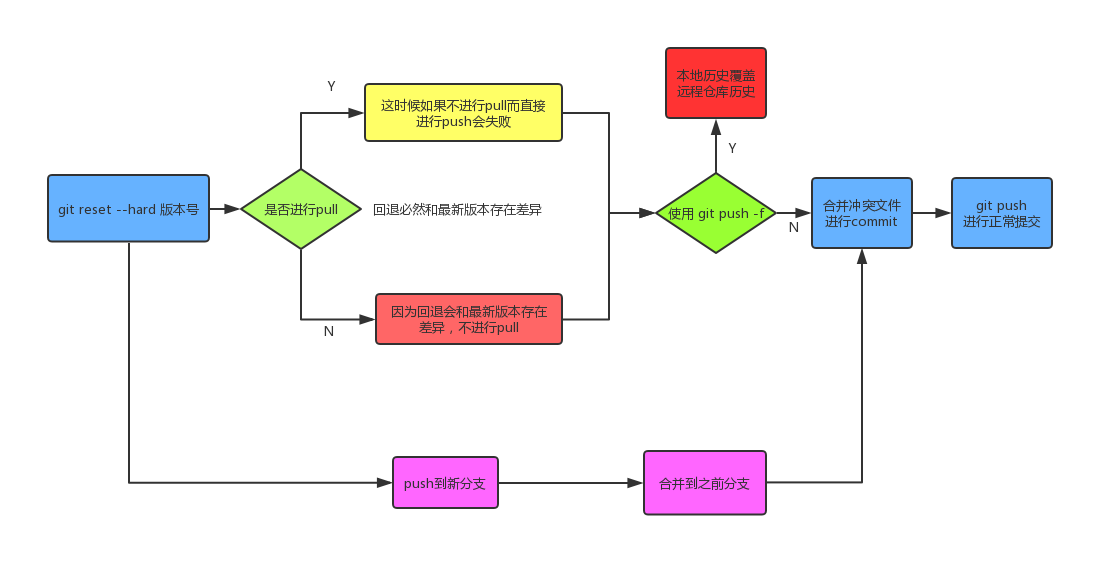 本地历史覆盖
远程仓库历史
Y
这时候如果不进行pull而直接
进行push会失败
Y
git reset --hard 版本号
是否进行pull
回退必然和最新版本存在差异
使用 git push -f
N
合并冲突文件
进行commit
git push
进行正常提交
因为回退会和最新版本存在
差异，不进行pull
N
push到新分支
合并到之前分支